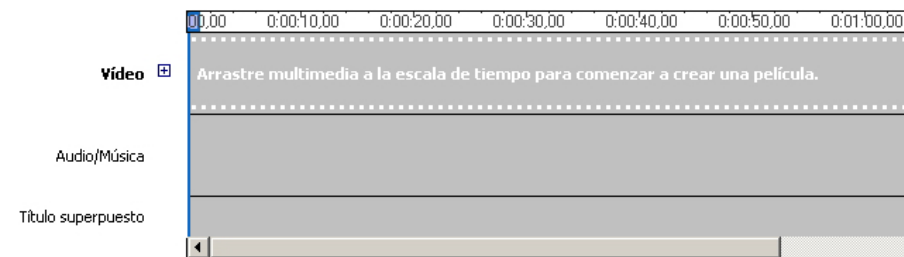 00,00 0:00:10,00 0:00:20,00 0:00:30,00 0:00:40,00 0:00:50,00 0:01:00,00
Vídeo
Arrastre multimedia a la escala de tiempo para comenzar a crear una película.
Audio/Música
Título superpuesto